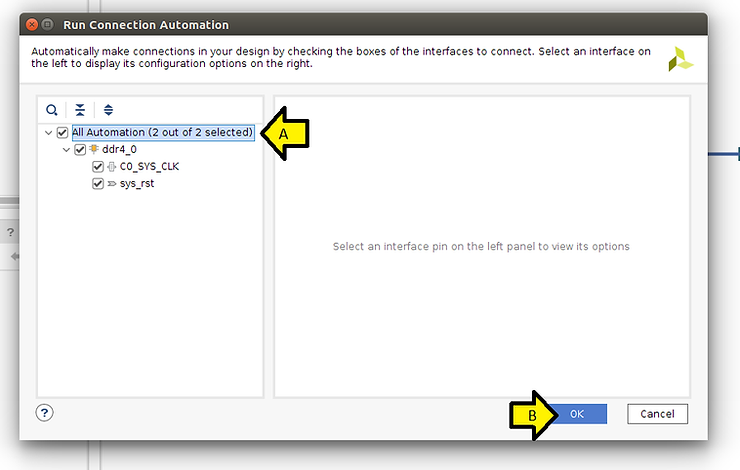 Run Connection Automation
Automatically make connections in your design by checking the boxes of the interfaces to connect. Select an interface on
the left to display its configuration options on the right.
All Automation (2 out of 2 selected)
A
ddr4_0
C0_SYS_CLK
sys_rst
?
Select an interface pin on the left panel to view its options
?
B
OK
Cancel